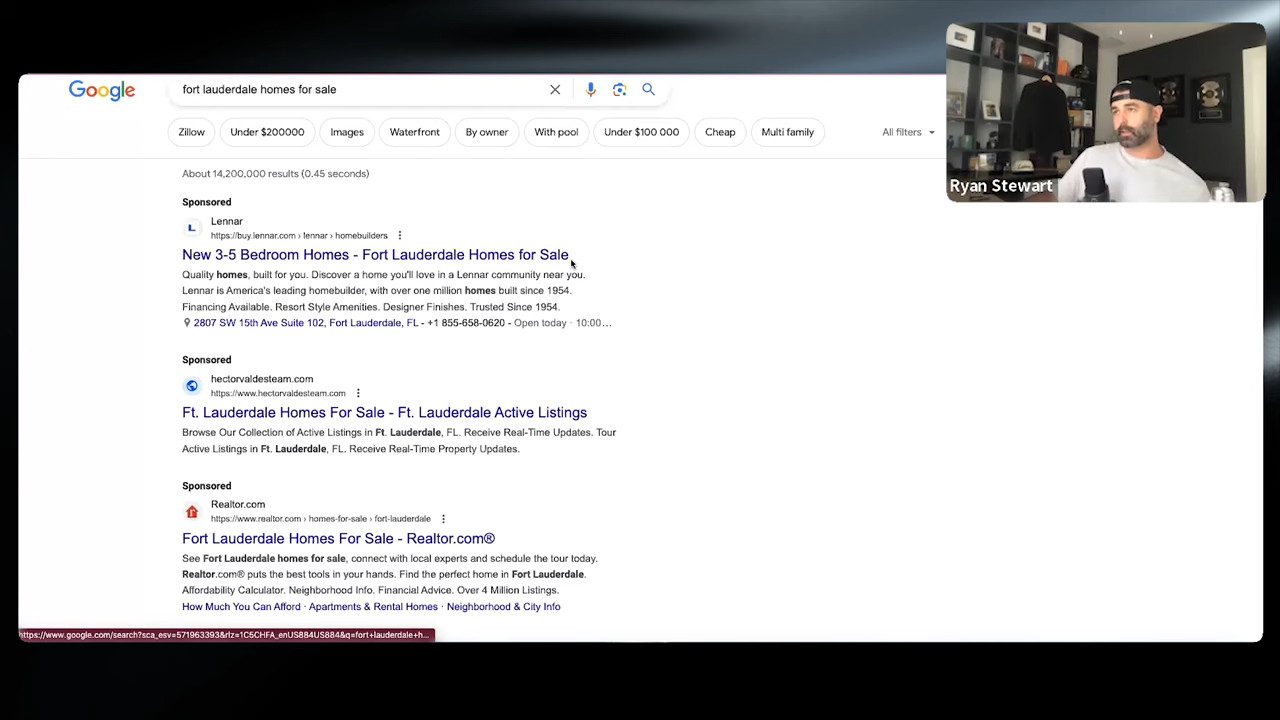 Google
fort lauderdale homes for sale
Zillow
Under $200000
Images
Waterfront
By owner
With pool
Under $100 000
Cheap
Multi family
All filters
Ryan Stewart
About 14,200,000 results (0.45 seconds)
Sponsored
L
Lennar
https://buy.lennar.com › lennar › homebuilders
New 3-5 Bedroom Homes - Fort Lauderdale Homes for Sale
Quality homes, built for you. Discover a home you'll love in a Lennar community near you.
Lennar is America's leading homebuilder, with over one million homes built since 1954.
Financing Available. Resort Style Amenities. Designer Finishes. Trusted Since 1954.
2807 SW 15th Ave Suite 102, Fort Lauderdale, FL - +1 855-658-0620 - Open today · 10:00...
Sponsored
hectorvaldesteam.com
https://www.hectorvaldesteam.com
Ft. Lauderdale Homes For Sale - Ft. Lauderdale Active Listings
Browse Our Collection of Active Listings in Ft. Lauderdale, FL. Receive Real-Time Updates. Tour
Active Listings in Ft. Lauderdale, FL. Receive Real-Time Property Updates.
Sponsored
Realtor.com
https://www.realtor.com › homes-for-sale › fort-lauderdale
Fort Lauderdale Homes For Sale - Realtor.com®
See Fort Lauderdale homes for sale, connect with local experts and schedule the tour today.
Realtor.com® puts the best tools in your hands. Find the perfect home in Fort Lauderdale.
Affordability Calculator. Neighborhood Info. Financial Advice. Over 4 Million Listings.
How Much You Can Afford · Apartments & Rental Homes · Neighborhood & City Info
https://www.google.com/search?sca_esv=571963393&rlz=1C5CHFA_enUS884US884&q=fort+lauderdale+h...